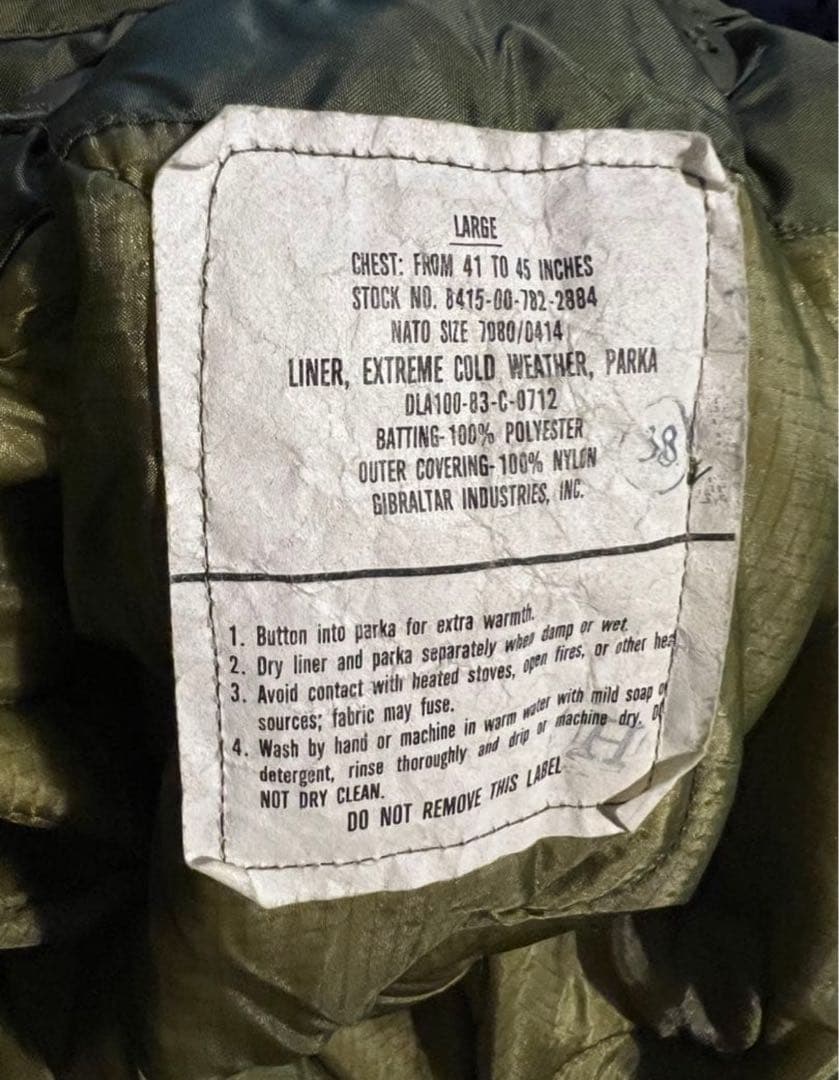 LARGE
CHEST: FROM 41 TO 45 INCHES
STOCK NO. 8415-00-782-2884
NATO SIZE 7080/0414
LINER, EXTREME COLD WEATHER, PARKA
DLA100-83-C-0712
BATTING-100% POLYESTER
38
OUTER COVERING-100% NYLON
GIBRALTAR INDUSTRIES, INC.
1. Button into parka for extra warmth.
2. Dry liner and parka separately when damp or wet.
3. Avoid contact with heated stoves, open fires, or other hea
sources; fabric may fuse.
4. Wash by hand or machine in warm water with mild soap o
detergent, rinse thoroughly and drip or machine dry. DO
H
NOT DRY CLEAN.
DO NOT REMOVE THIS LABEL